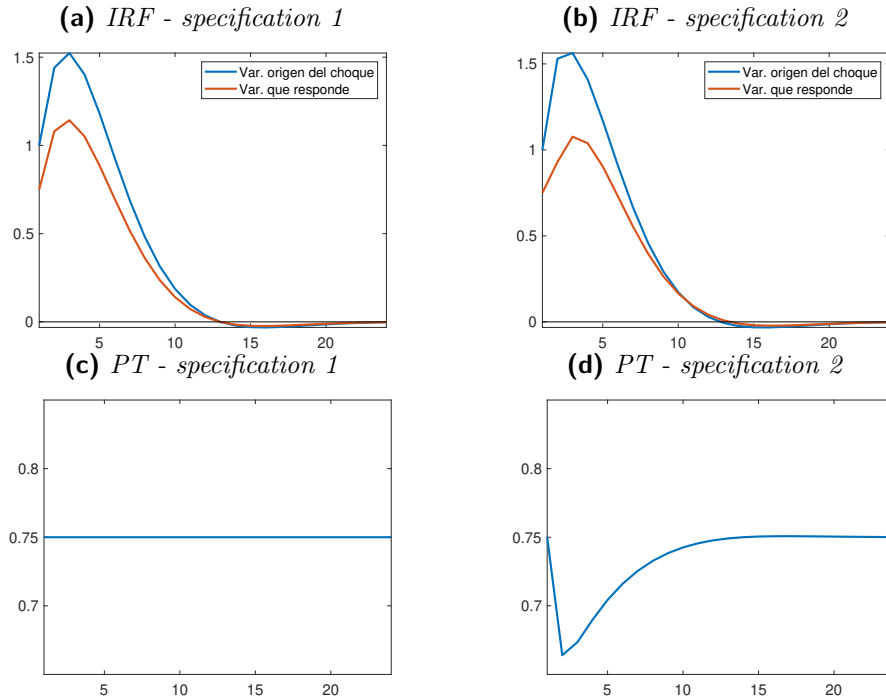 (a) IRF - specification 1
1.5
1
0.5
0
5 10 15 20
Var. origen del choque
Var. que responde
(b) IRF - specification 2
1.5
1
0.5
0
5 10 15 20
Var. origen del choque
Var. que responde
(c) PT - specification 1
0.8
0.75
0.7
5 10 15 20
(d) PT - specification 2
0.8
0.75
0.7
5 10 15 20